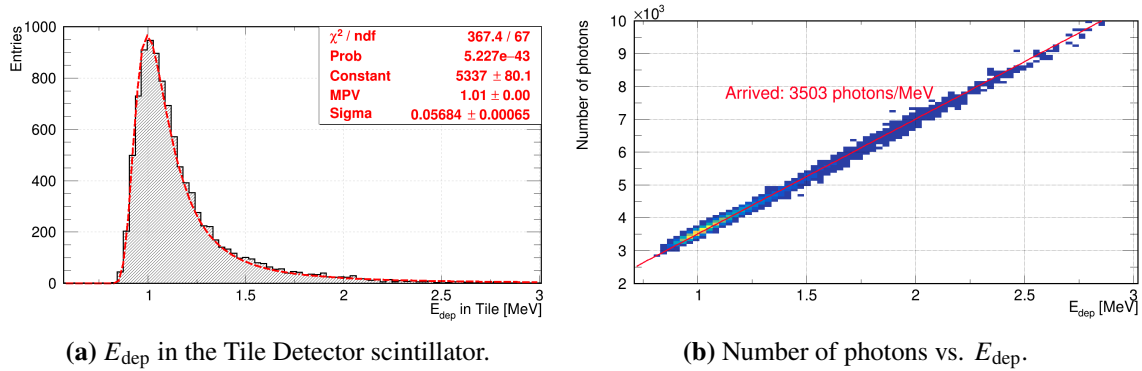 Entries
1000
800
600
400
200
0
1 1.5 2 2.5 3
E_dep in Tile [MeV]
χ² / ndf 367.4 / 67
Prob 5.227e−43
Constant 5337 ± 80.1
MPV 1.01 ± 0.00
Sigma 0.05684 ± 0.00065
(a) E_dep in the Tile Detector scintillator.
Number of photons
×10³
10
9
8
7
6
5
4
3
2
1 1.5 2 2.5 3
E_dep [MeV]
Arrived: 3503 photons/MeV
(b) Number of photons vs. E_dep.